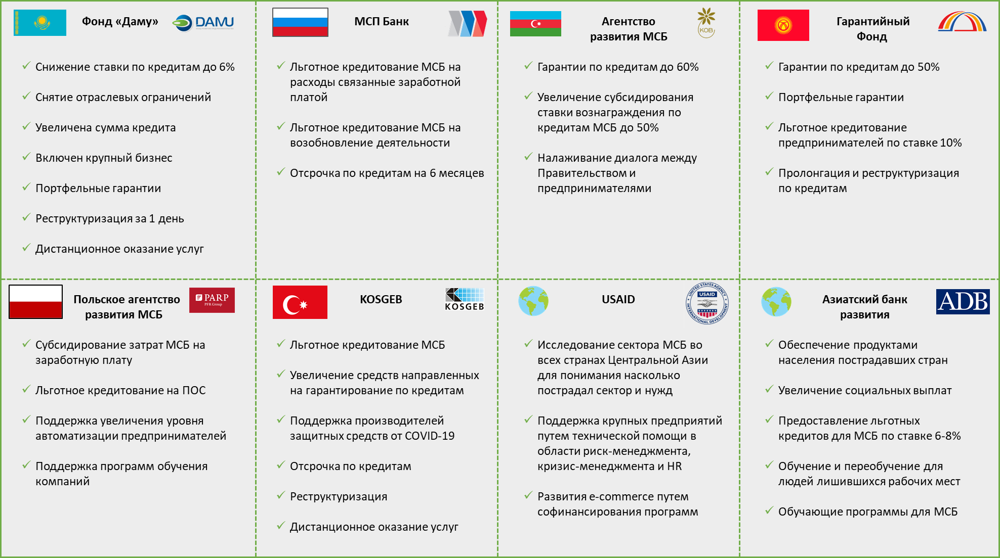 Фонд «Даму»
DAMU
Снижение ставки по кредитам до 6%
Снятие отраслевых ограничений
Увеличена сумма кредита
Включен крупный бизнес
Портфельные гарантии
Реструктуризация за 1 день
Дистанционное оказание услуг
МСП Банк
Льготное кредитование МСБ на
расходы связанные заработной
платой
Льготное кредитование МСБ на
возобновление деятельности
Отсрочка по кредитам на 6 месяцев
Агентство
развития МСБ
KOB
Гарантии по кредитам до 60%
Увеличение субсидирования
ставки вознаграждения по
кредитам МСБ до 50%
Налаживание диалога между
Правительством и
предпринимателями
Гарантийный
Фонд
Гарантии по кредитам до 50%
Портфельные гарантии
Льготное кредитование
предпринимателей по ставке 10%
Пролонгация и реструктуризация
по кредитам
Польское агентство
развития МСБ
PARP
PFR Group
Субсидирование затрат МСБ на
заработную плату
Льготное кредитование на ПОС
Поддержка увеличения уровня
автоматизации предпринимателей
Поддержка программ обучения
компаний
KOSGEB
KOSGEB
Льготное кредитование МСБ
Увеличение средств направленных
на гарантирование по кредитам
Поддержка производителей
защитных средств от COVID-19
Отсрочка по кредитам
Реструктуризация
Дистанционное оказание услуг
USAID
UNITED STATES AGENCY
USAID
INTERNATIONAL DEVELOPMENT
Исследование сектора МСБ во
всех странах Центральной Азии
для понимания насколько
пострадал сектор и нужд
Поддержка крупных предприятий
путем технической помощи в
области риск-менеджмента,
кризис-менеджмента и HR
Развития e-commerce путем
софинансирования программ
Азиатский банк
развития
ADB
Обеспечение продуктами
населения пострадавших стран
Увеличение социальных выплат
Предоставление льготных
кредитов для МСБ по ставке 6-8%
Обучение и переобучение для
людей лишившихся рабочих мест
Обучающие программы для МСБ